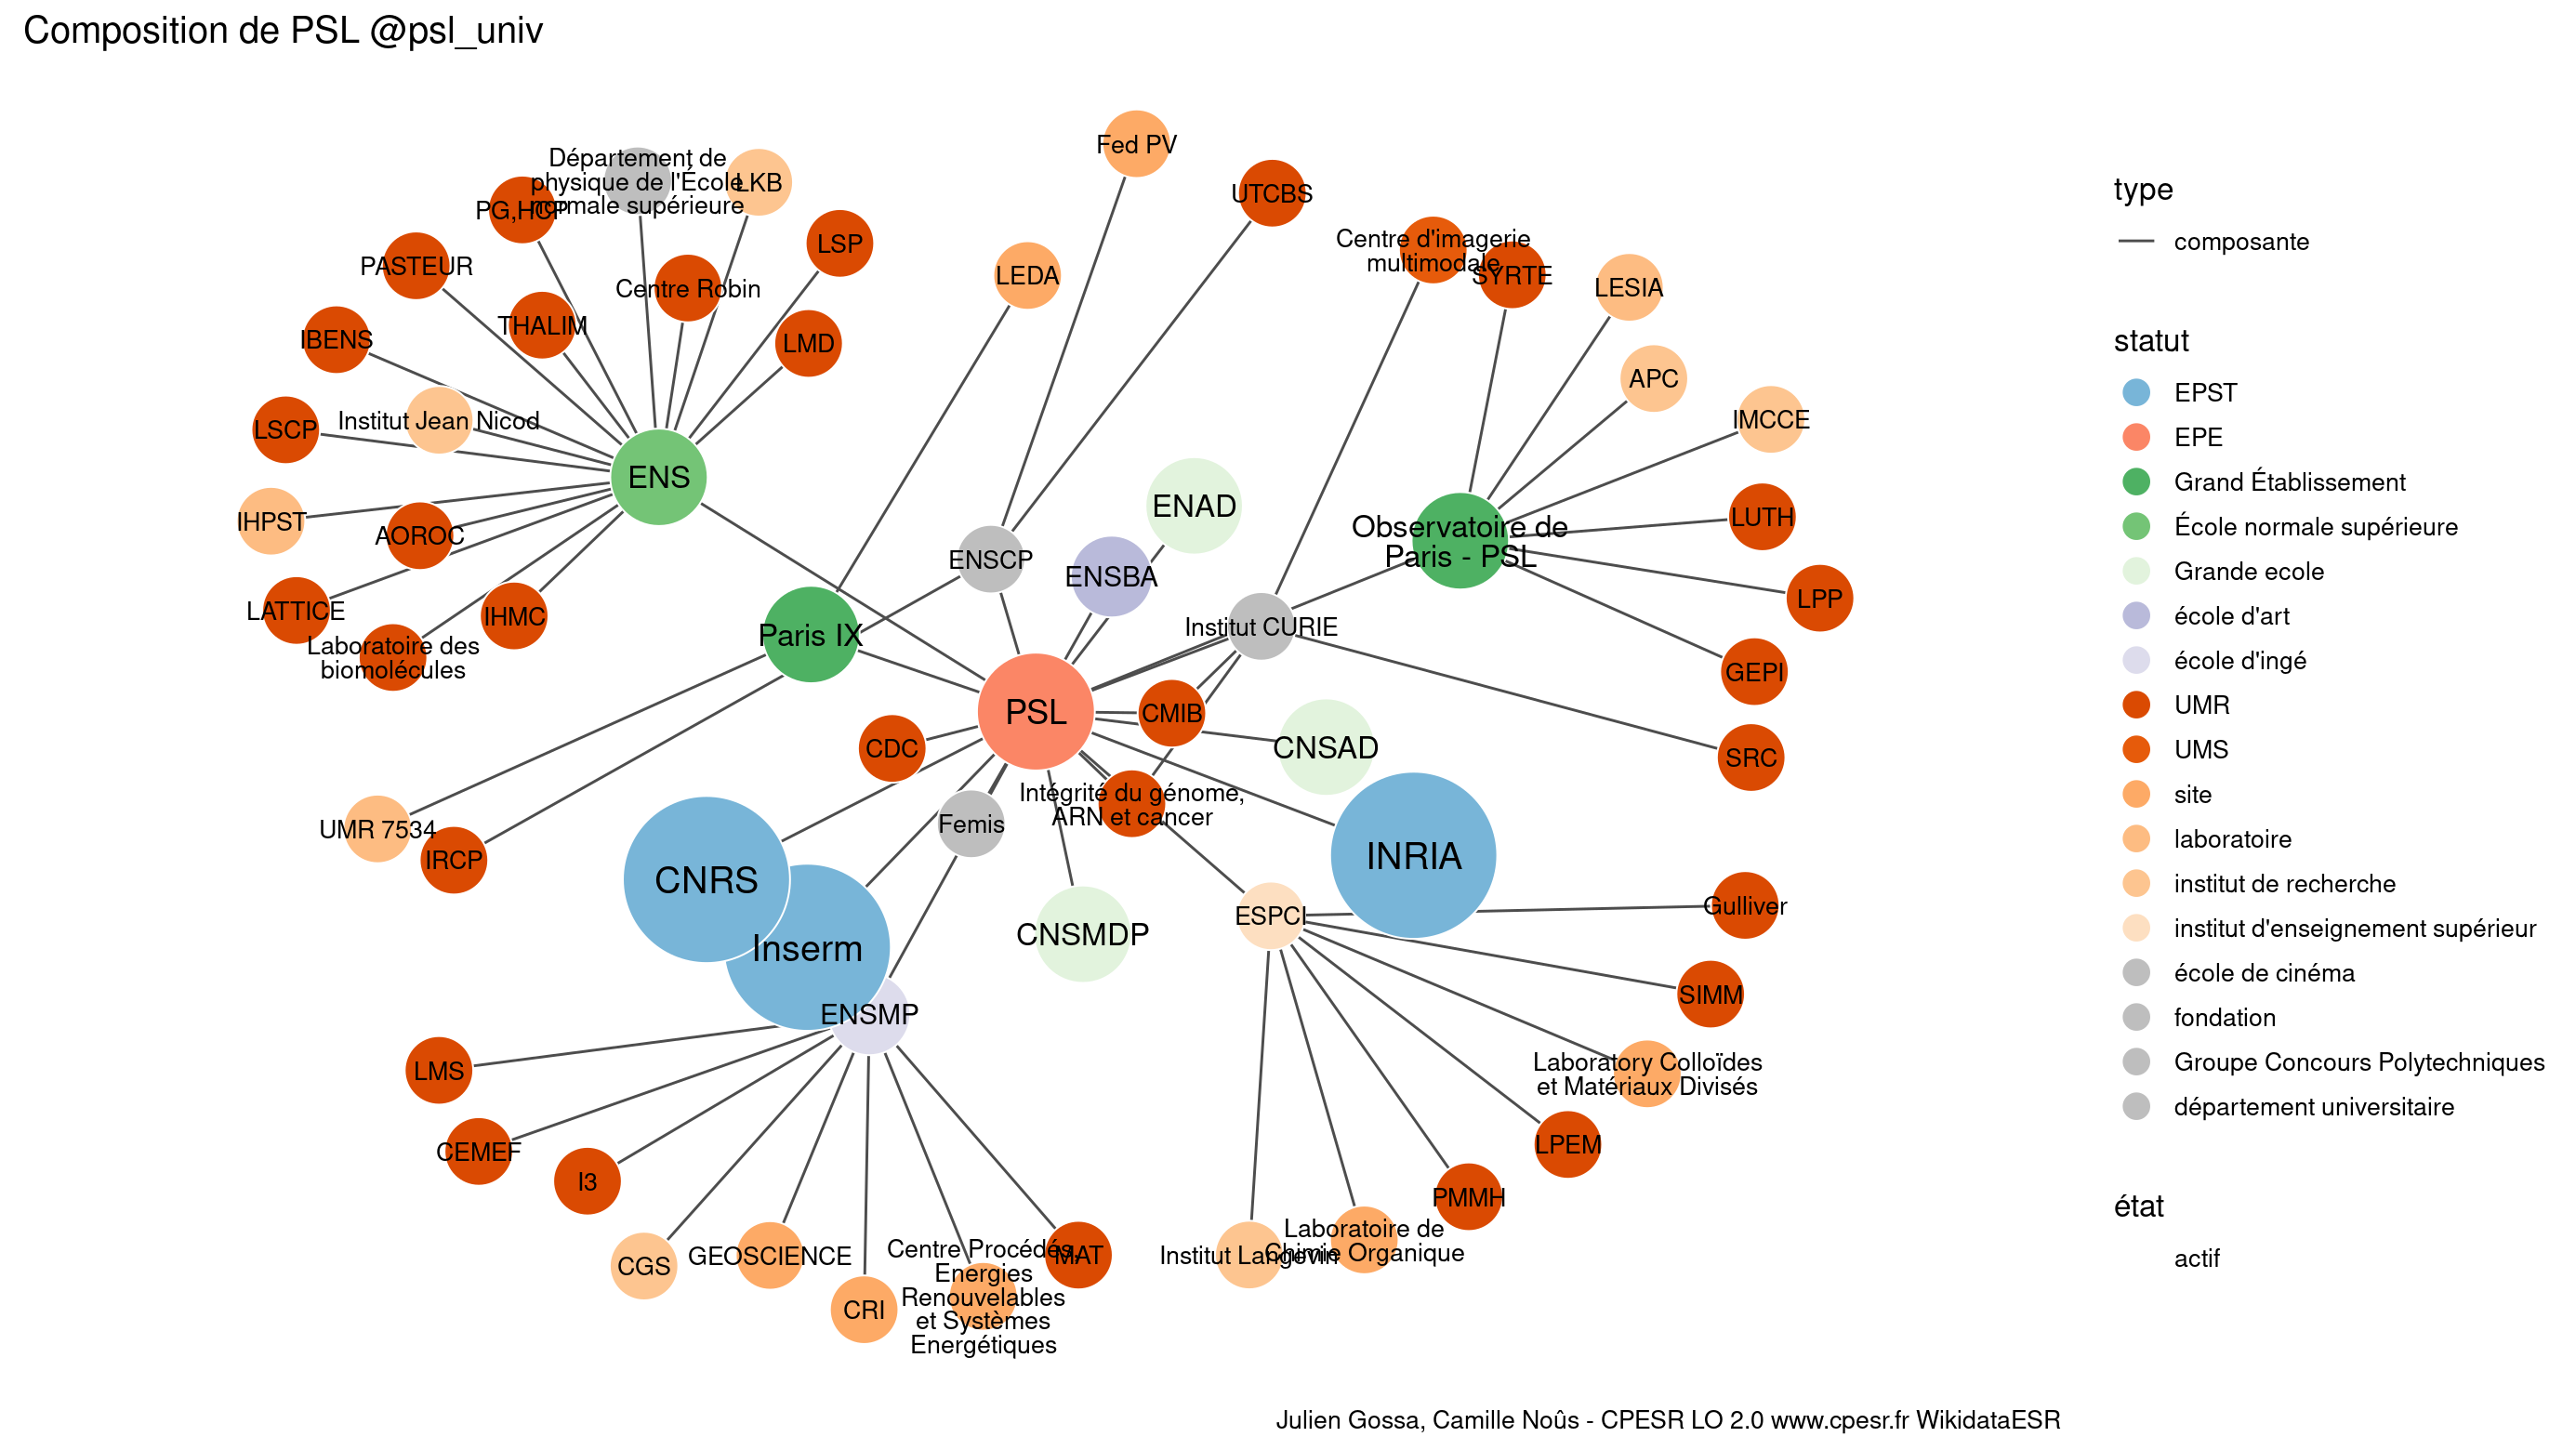 Composition de PSL @psl_univ
Fed PV
Département de
physique de l'École
normale supérieure
LKB
PG,HCP
UTCBS
LSP
Centre d'imagerie
multimodale
PASTEUR
SYRTE
LEDA
Centre Robin
LESIA
THALIM
IBENS
LMD
APC
Institut Jean Nicod
IMCCE
LSCP
ENS
ENAD
LUTH
IHPST
Observatoire de
Paris - PSL
AOROC
ENSCP
ENSBA
LPP
LATTICE
IHMC
Institut CURIE
Paris IX
Laboratoire des
biomolécules
GEPI
PSL
CMIB
CDC
CNSAD
SRC
Intégrité du génome,
ARN et cancer
Femis
UMR 7534
IRCP
INRIA
CNRS
Gulliver
ESPCI
CNSMDP
Inserm
SIMM
ENSMP
LMS
Laboratory Colloïdes
et Matériaux Divisés
LPEM
CEMEF
I3
PMMH
Laboratoire de
Chimie Organique
Institut Langevin
GEOSCIENCE
CGS
MAT
Centre Procédés,
Energies
Renouvelables
et Systèmes
Energétiques
CRI
type
composante
statut
EPST
EPE
Grand Établissement
École normale supérieure
Grande ecole
école d'art
école d'ingé
UMR
UMS
site
laboratoire
institut de recherche
institut d'enseignement supérieur
école de cinéma
fondation
Groupe Concours Polytechniques
département universitaire
état
actif
Julien Gossa, Camille Noûs - CPESR LO 2.0 www.cpesr.fr WikidataESR